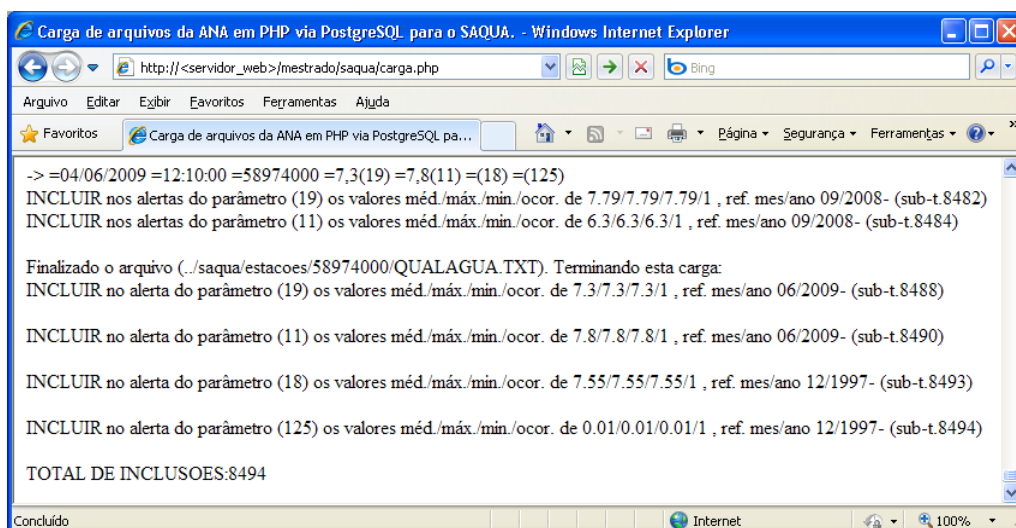 Carga de arquivos da ANA em PHP via PostgreSQL para o SAQUA. - Windows Internet Explorer
http://<servidor_web>/mestrado/saqua/carga.php
Bing
Arquivo Editar Exibir Favoritos Ferramentas Ajuda
Favoritos Carga de arquivos da ANA em PHP via PostgreSQL pa... Página Segurança Ferramentas »
-> =04/06/2009 =12:10:00 =58974000 =7,3(19) =7,8(11) =(18) =(125)
INCLUIR nos alertas do parâmetro (19) os valores méd./máx./min./ocor. de 7.79/7.79/7.79/1 , ref. mes/ano 09/2008- (sub-t.8482)
INCLUIR nos alertas do parâmetro (11) os valores méd./máx./min./ocor. de 6.3/6.3/6.3/1 , ref. mes/ano 09/2008- (sub-t.8484)
Finalizado o arquivo (../saqua/estacoes/58974000/QUALAGUA.TXT). Terminando esta carga:
INCLUIR no alerta do parâmetro (19) os valores méd./máx./min./ocor. de 7.3/7.3/7.3/1 , ref. mes/ano 06/2009- (sub-t.8488)
INCLUIR no alerta do parâmetro (11) os valores méd./máx./min./ocor. de 7.8/7.8/7.8/1 , ref. mes/ano 06/2009- (sub-t.8490)
INCLUIR no alerta do parâmetro (18) os valores méd./máx./min./ocor. de 7.55/7.55/7.55/1 , ref. mes/ano 12/1997- (sub-t.8493)
INCLUIR no alerta do parâmetro (125) os valores méd./máx./min./ocor. de 0.01/0.01/0.01/1 , ref. mes/ano 12/1997- (sub-t.8494)
TOTAL DE INCLUSOES:8494
Concluído Internet 100%